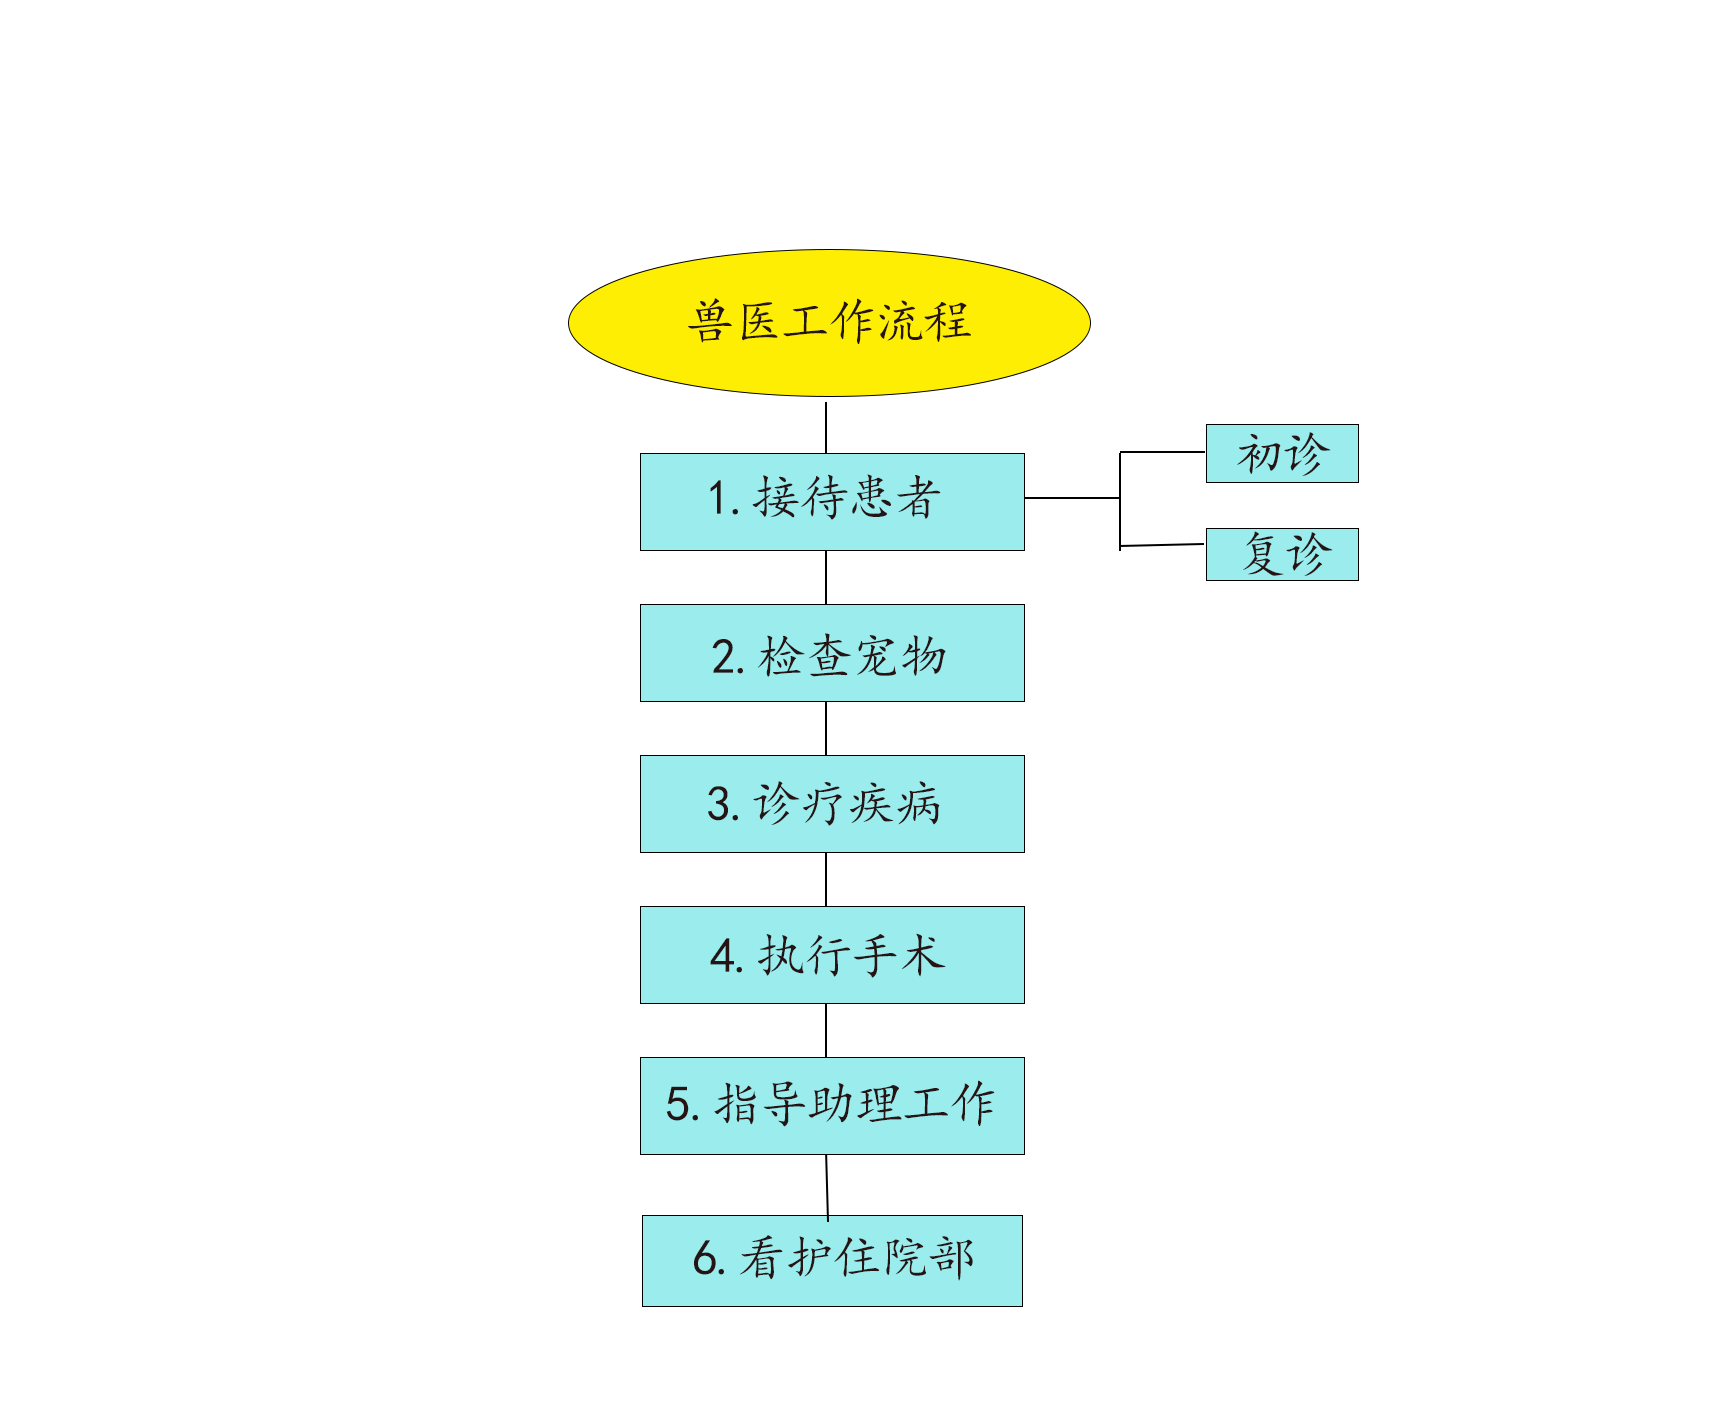 兽医工作流程
1.接待患者
初诊
复诊
2.检查宠物
3.诊疗疾病
4.执行手术
5.指导助理工作
6.看护住院部